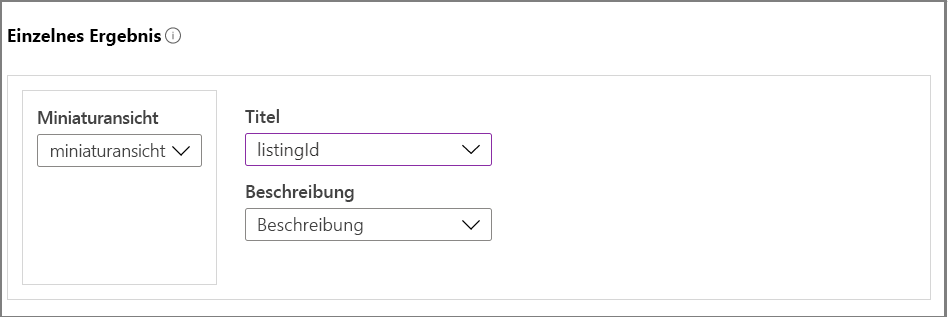 Einzelnes Ergebnis
Miniaturansicht
miniaturansicht
Titel
listingId
Beschreibung
Beschreibung